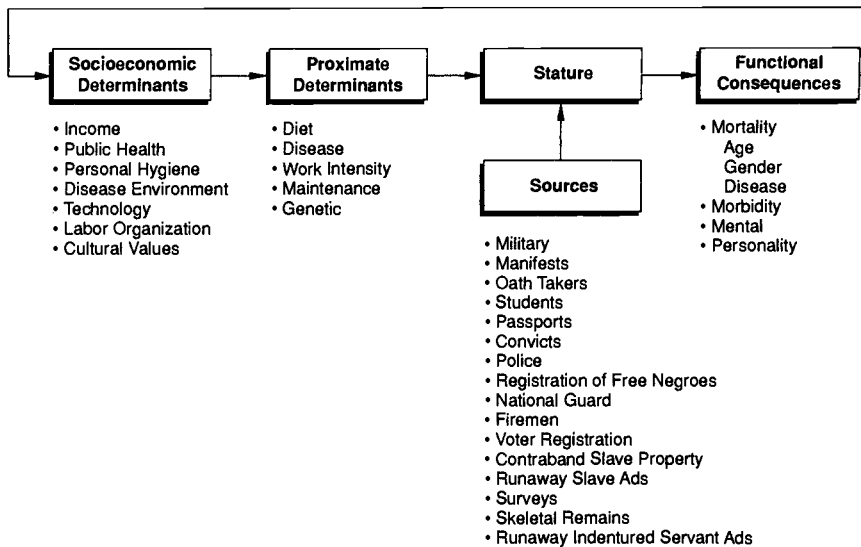 Socioeconomic
Determinants
• Income
• Public Health
• Personal Hygiene
• Disease Environment
• Technology
• Labor Organization
• Cultural Values
Proximate
Determinants
• Diet
• Disease
• Work Intensity
• Maintenance
• Genetic
Stature
Sources
• Military
• Manifests
• Oath Takers
• Students
• Passports
• Convicts
• Police
• Registration of Free Negroes
• National Guard
• Firemen
• Voter Registration
• Contraband Slave Property
• Runaway Slave Ads
• Surveys
• Skeletal Remains
• Runaway Indentured Servant Ads
Functional
Consequences
• Mortality
Age
Gender
Disease
• Morbidity
• Mental
• Personality